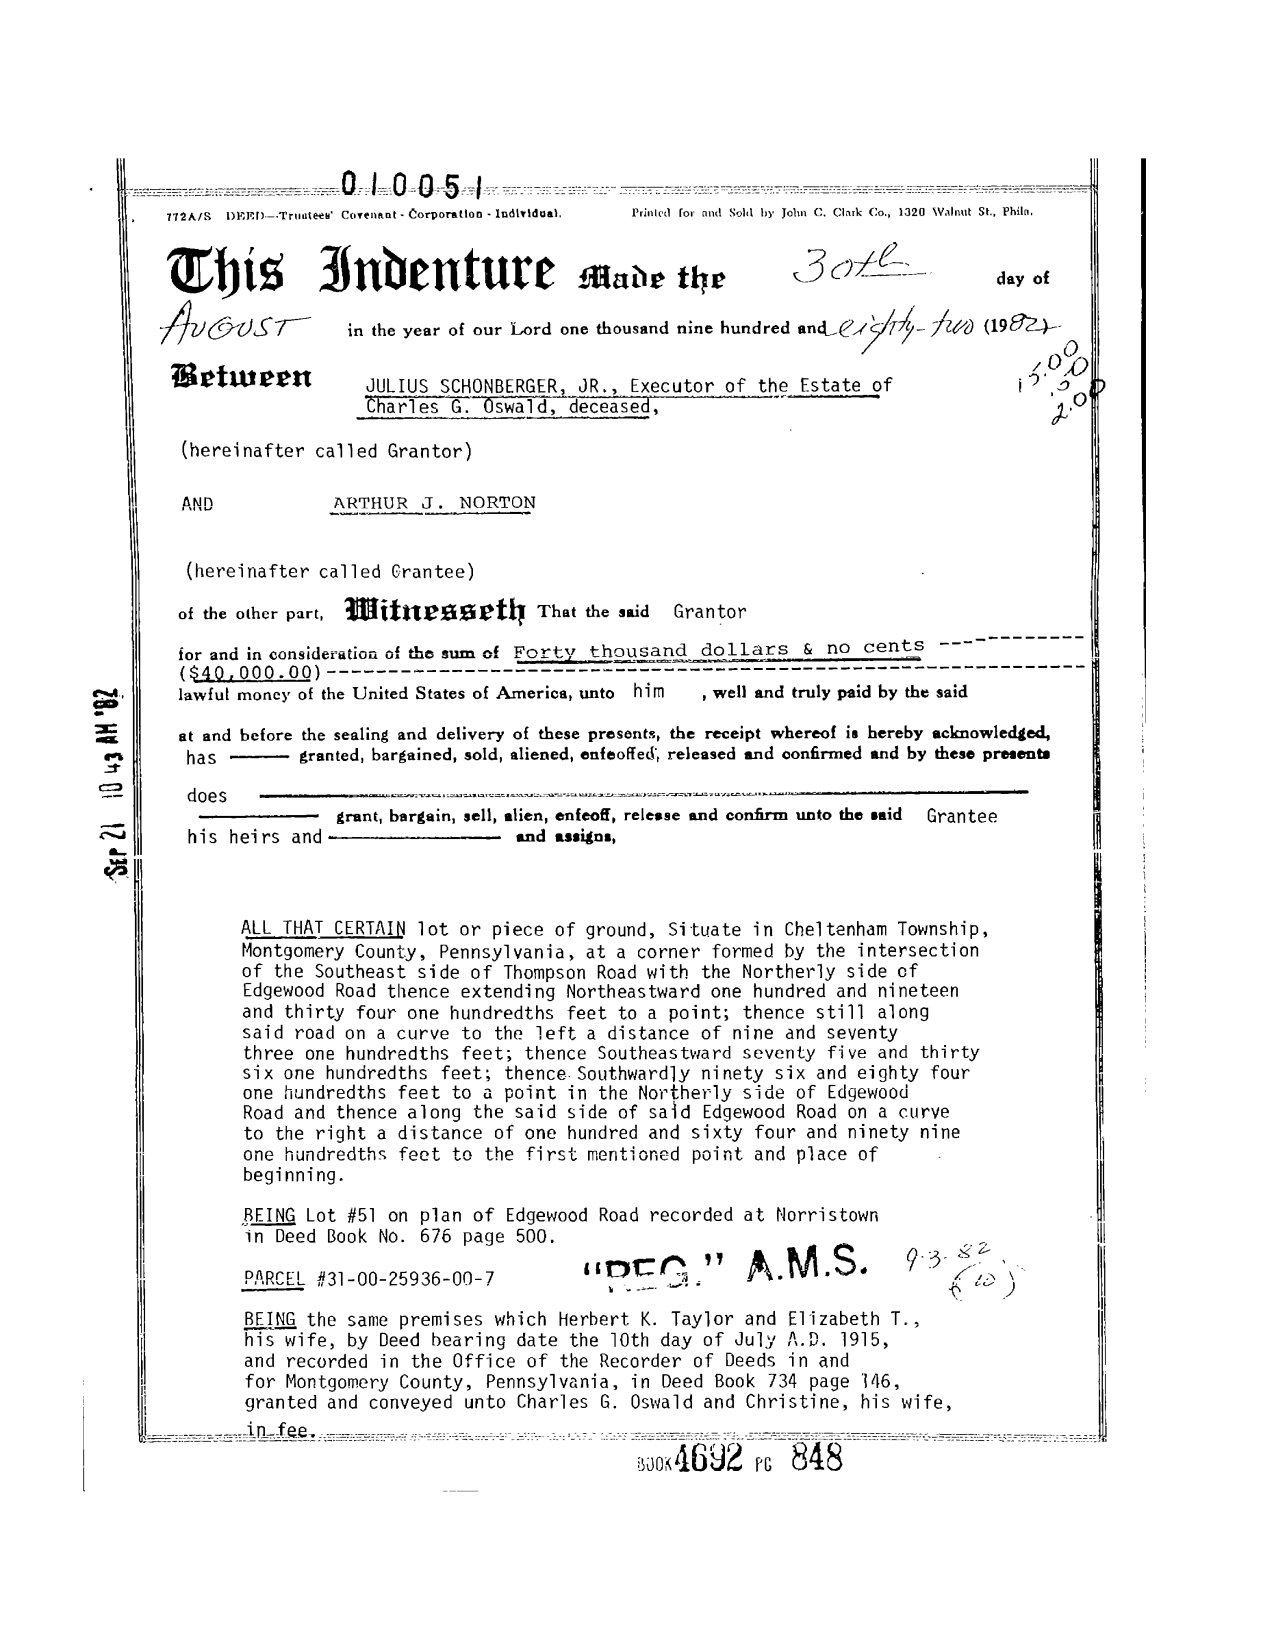 010051
772A/S DEED—Trustees' Covenant - Corporation - Individual. Printed for and Sold by John C. Clark Co., 1320 Walnut St., Phila.
This Indenture Made the 30th day of
August in the year of our Lord one thousand nine hundred and eighty-two (1982).
Between JULIUS SCHONBERGER, JR., Executor of the Estate of
Charles G. Oswald, deceased,
(hereinafter called Grantor)
AND ARTHUR J. NORTON
(hereinafter called Grantee)
of the other part, Witnesseth That the said Grantor
for and in consideration of the sum of Forty thousand dollars & no cents -------------
($40,000.00)----------------------------------------------------------------------
lawful money of the United States of America, unto him , well and truly paid by the said
at and before the sealing and delivery of these presents, the receipt whereof is hereby acknowledged,
has granted, bargained, sold, aliened, enfeoffed, released and confirmed and by these presents
does
grant, bargain, sell, alien, enfeoff, release and confirm unto the said Grantee
his heirs and and assigns,
SEP 21 10 43 AM '82
ALL THAT CERTAIN lot or piece of ground, Situate in Cheltenham Township,
Montgomery County, Pennsylvania, at a corner formed by the intersection
of the Southeast side of Thompson Road with the Northerly side of
Edgewood Road thence extending Northeastward one hundred and nineteen
and thirty four one hundredths feet to a point; thence still along
said road on a curve to the left a distance of nine and seventy
three one hundredths feet; thence Southeastward seventy five and thirty
six one hundredths feet; thence Southwardly ninety six and eighty four
one hundredths feet to a point in the Northerly side of Edgewood
Road and thence along the said side of said Edgewood Road on a curve
to the right a distance of one hundred and sixty four and ninety nine
one hundredths feet to the first mentioned point and place of
beginning.
BEING Lot #51 on plan of Edgewood Road recorded at Norristown
in Deed Book No. 676 page 500.
PARCEL #31-00-25936-00-7 "REG." A.M.S. 9-3-82
(10)
BEING the same premises which Herbert K. Taylor and Elizabeth T.,
his wife, by Deed bearing date the 10th day of July A.D. 1915,
and recorded in the Office of the Recorder of Deeds in and
for Montgomery County, Pennsylvania, in Deed Book 734 page 146,
granted and conveyed unto Charles G. Oswald and Christine, his wife,
in fee.
BOOK 4692 PG 848